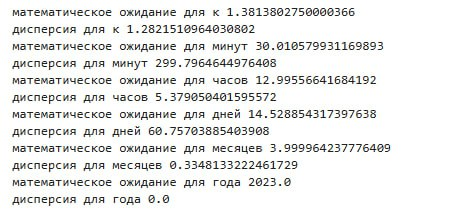 математическое ожидание для к 1.3813802750000366
дисперсия для к 1.2821510964030802
математическое ожидание для минут 30.010579931169893
дисперсия для минут 299.7964644976408
математическое ожидание для часов 12.99556641684192
дисперсия для часов 5.379050401595572
математическое ожидание для дней 14.528854317397638
дисперсия для дней 60.75703885403908
математическое ожидание для месяцев 3.999964237776409
дисперсия для месяцев 0.3348133222461729
математическое ожидание для года 2023.0
дисперсия для года 0.0